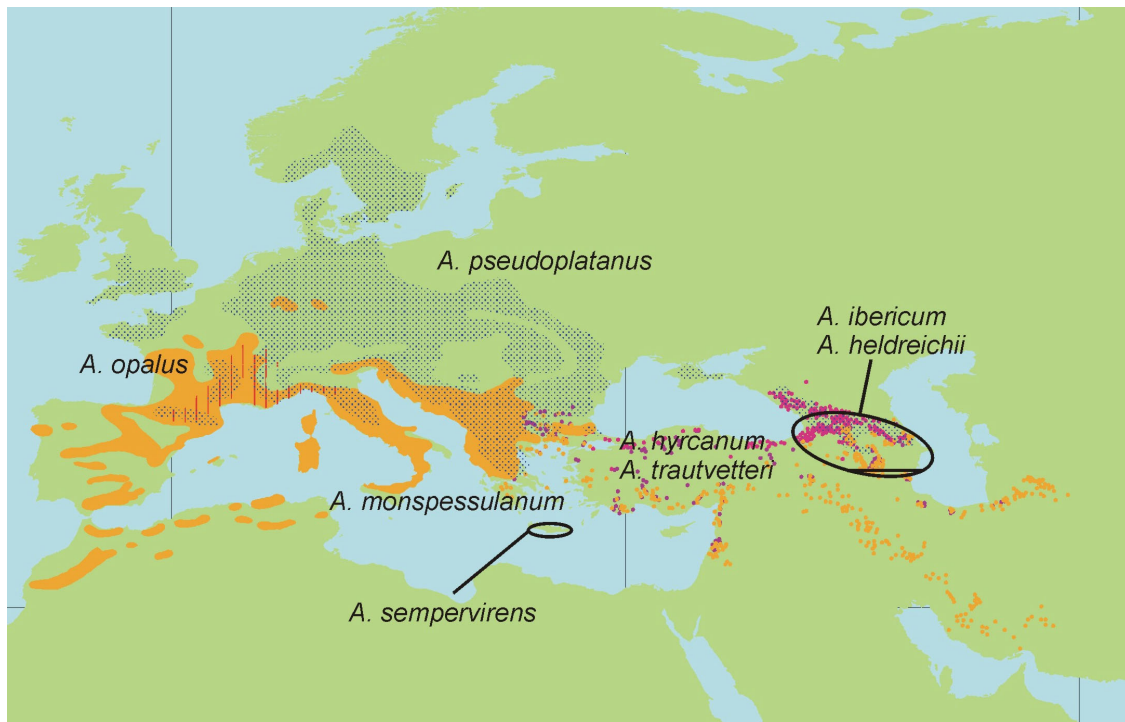 A. pseudoplatanus
A. ibericum
A. heldreichii
A. opalus
A. hyrcanum
A. trautvetteri
A. monspessulanum
A. sempervirens